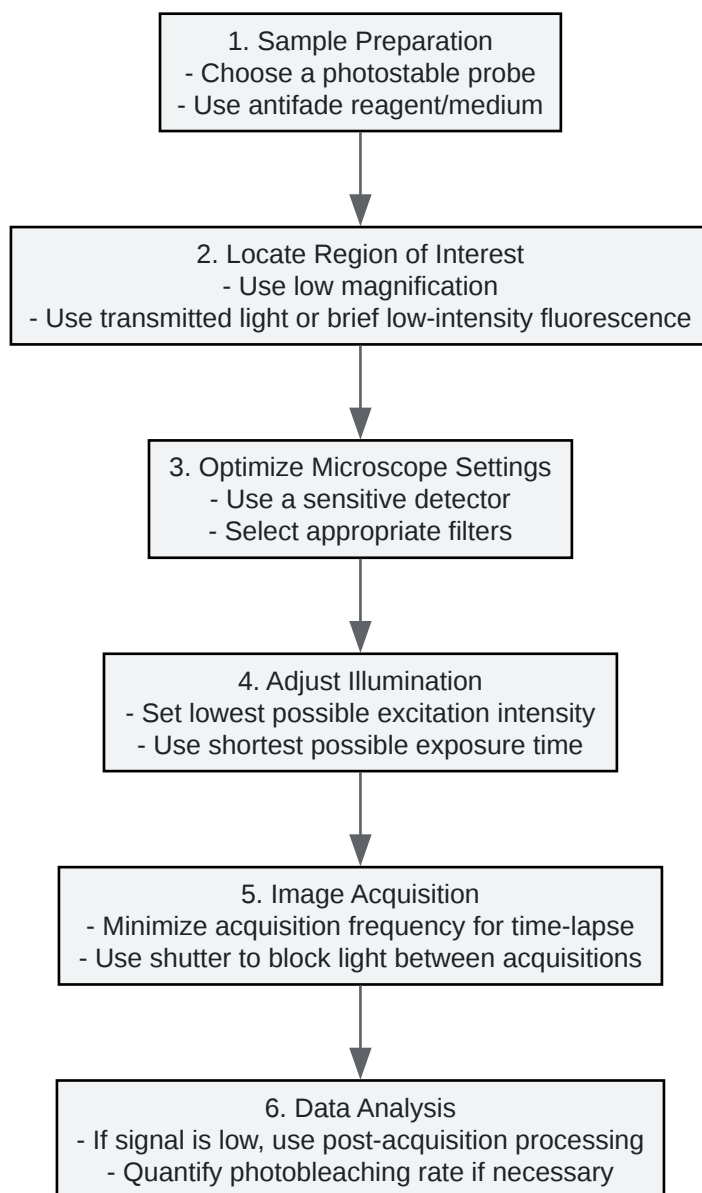 1. Sample Preparation
- Choose a photostable probe
- Use antifade reagent/medium
2. Locate Region of Interest
- Use low magnification
- Use transmitted light or brief low-intensity fluorescence
3. Optimize Microscope Settings
- Use a sensitive detector
- Select appropriate filters
4. Adjust Illumination
- Set lowest possible excitation intensity
- Use shortest possible exposure time
5. Image Acquisition
- Minimize acquisition frequency for time-lapse
- Use shutter to block light between acquisitions
6. Data Analysis
- If signal is low, use post-acquisition processing
- Quantify photobleaching rate if necessary